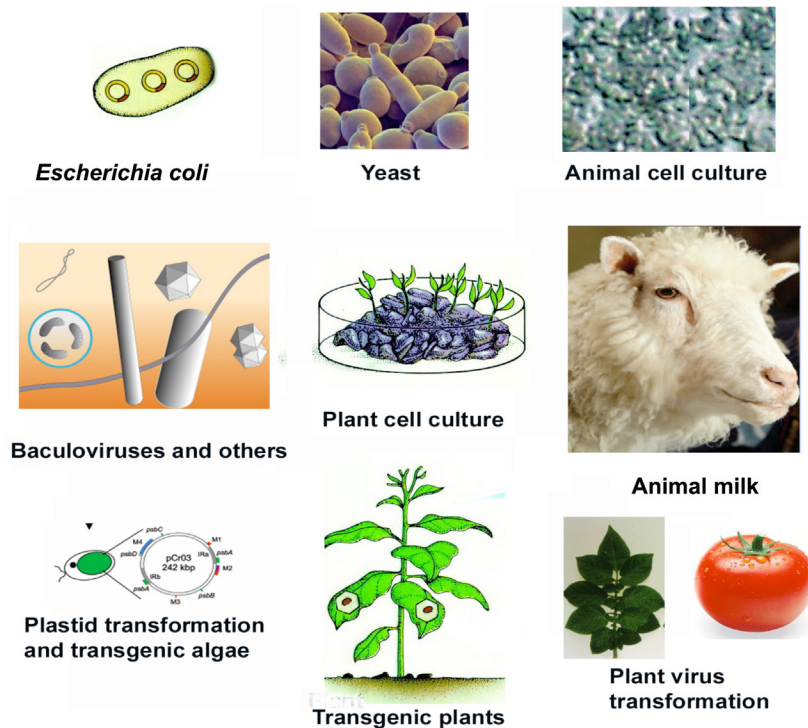 Escherichia coli
Yeast
Animal cell culture
Baculoviruses and others
Plant cell culture
Animal milk
psbC
M4
M1
IRa
psbA
psbD
pCr03
242 kbp
M2
IRb
psbA
M3
psbB
Plastid transformation
and transgenic algae
Plant
Transgenic plants
Plant virus
transformation